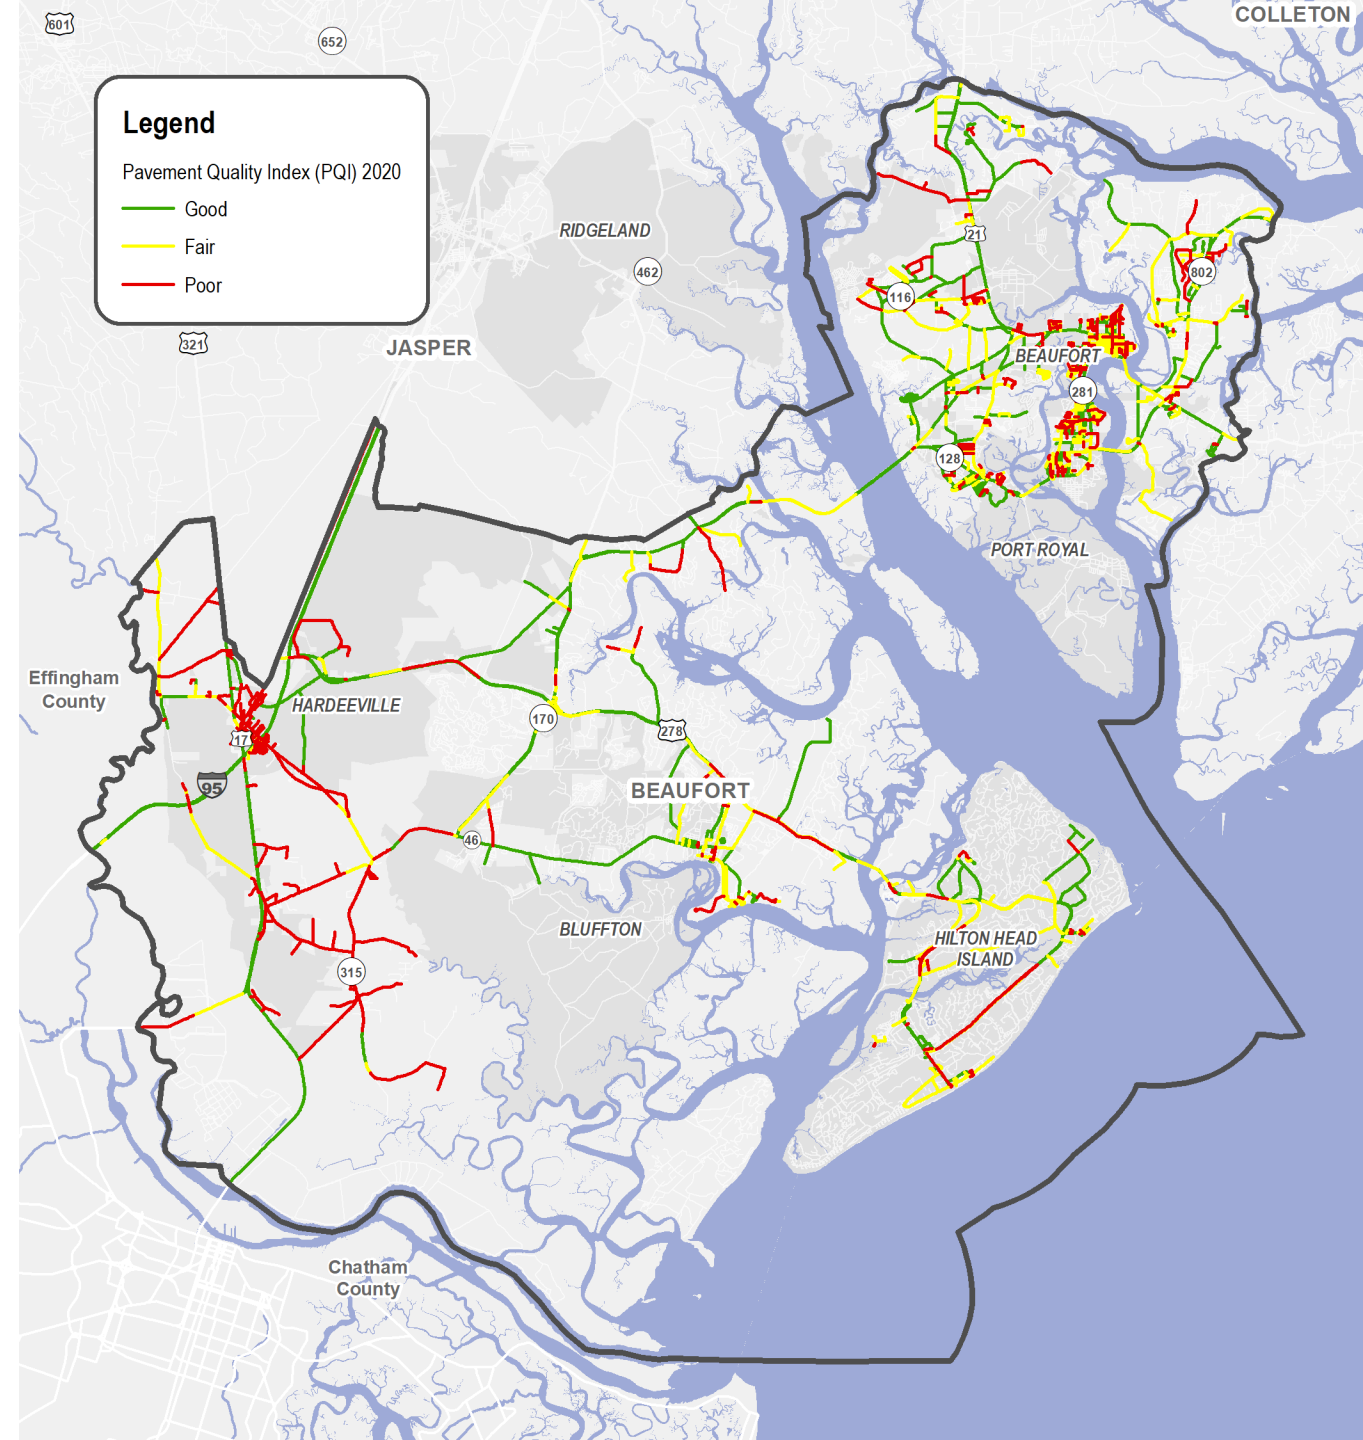 601
652
COLLETON
Legend
Pavement Quality Index (PQI) 2020
Good
Fair
Poor
RIDGELAND
462
21
802
116
321
JASPER
BEAUFORT
281
128
PORT ROYAL
Effingham
County
HARDEEVILLE
17
170
278
95
BEAUFORT
46
BLUFFTON
HILTON HEAD
ISLAND
315
Chatham
County